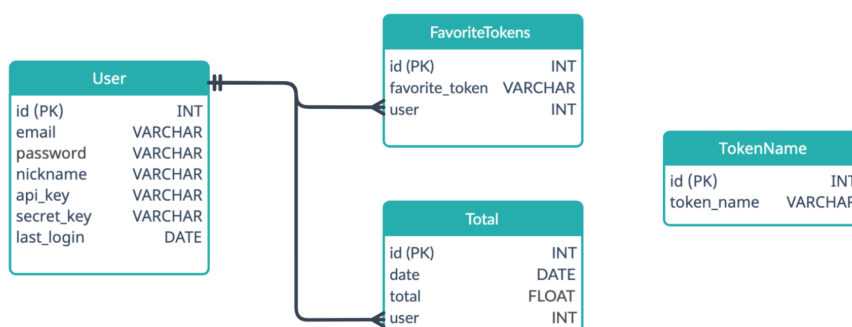 User
id (PK) INT
email VARCHAR
password VARCHAR
nickname VARCHAR
api_key VARCHAR
secret_key VARCHAR
last_login DATE
FavoriteTokens
id (PK) INT
favorite_token VARCHAR
user INT
Total
id (PK) INT
date DATE
total FLOAT
user INT
TokenName
id (PK) INT
token_name VARCHAR